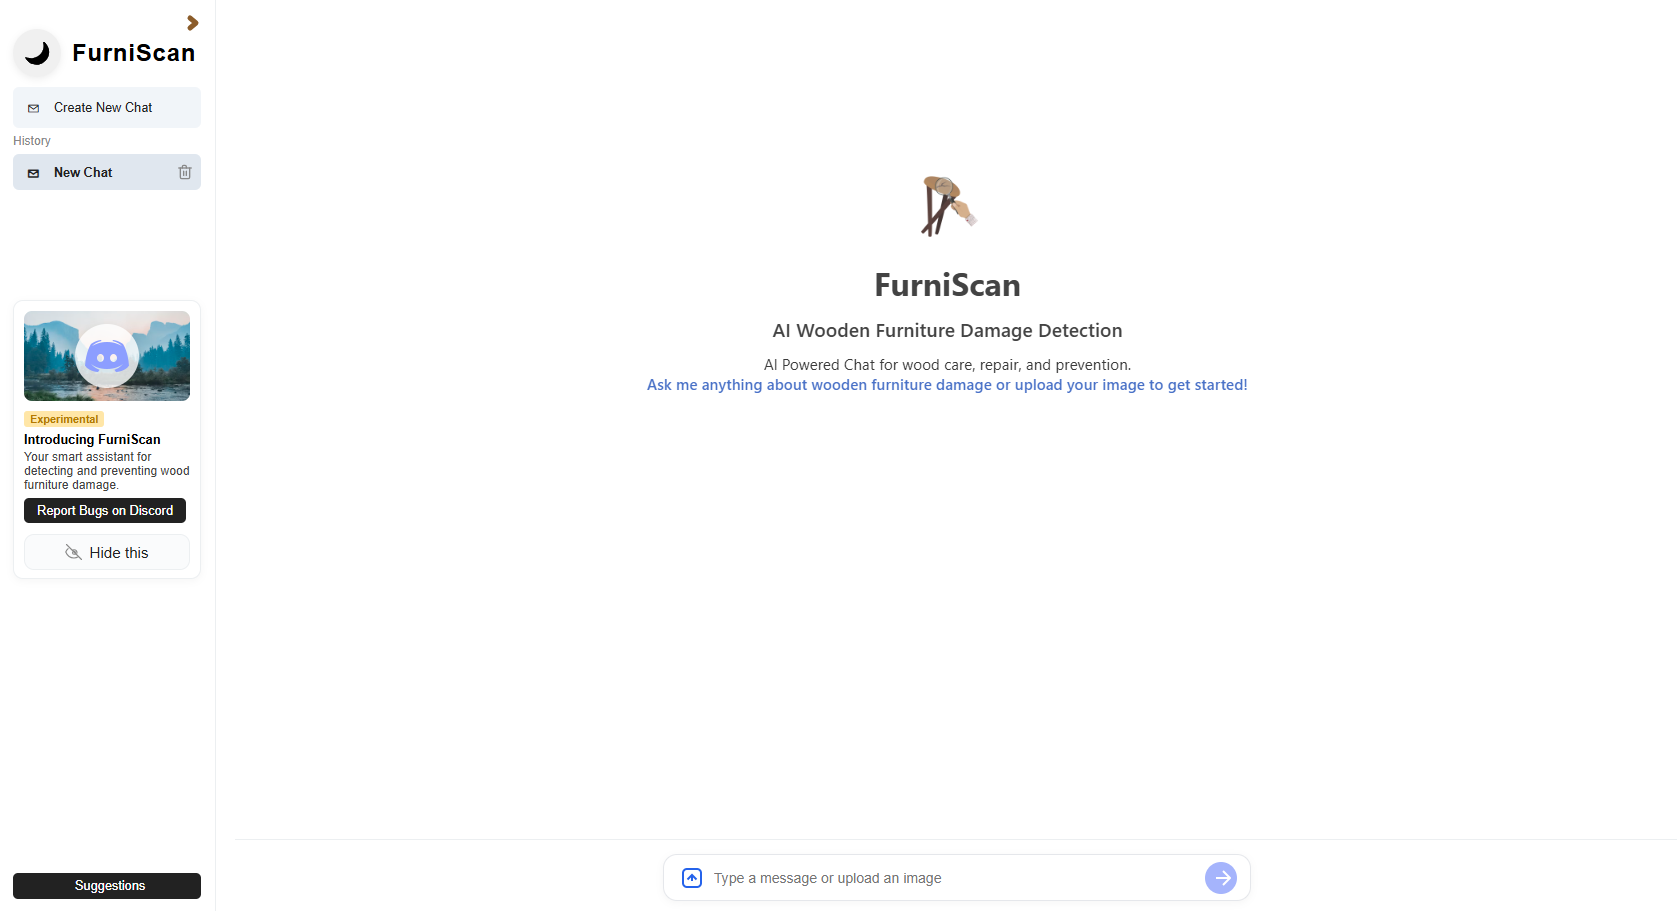 FurniScan
Create New Chat
History
New Chat
Experimental
Introducing FurniScan
Your smart assistant for
detecting and preventing wood
furniture damage.
Report Bugs on Discord
Hide this
Suggestions
FurniScan
AI Wooden Furniture Damage Detection
AI Powered Chat for wood care, repair, and prevention.
Ask me anything about wooden furniture damage or upload your image to get started!
Type a message or upload an image